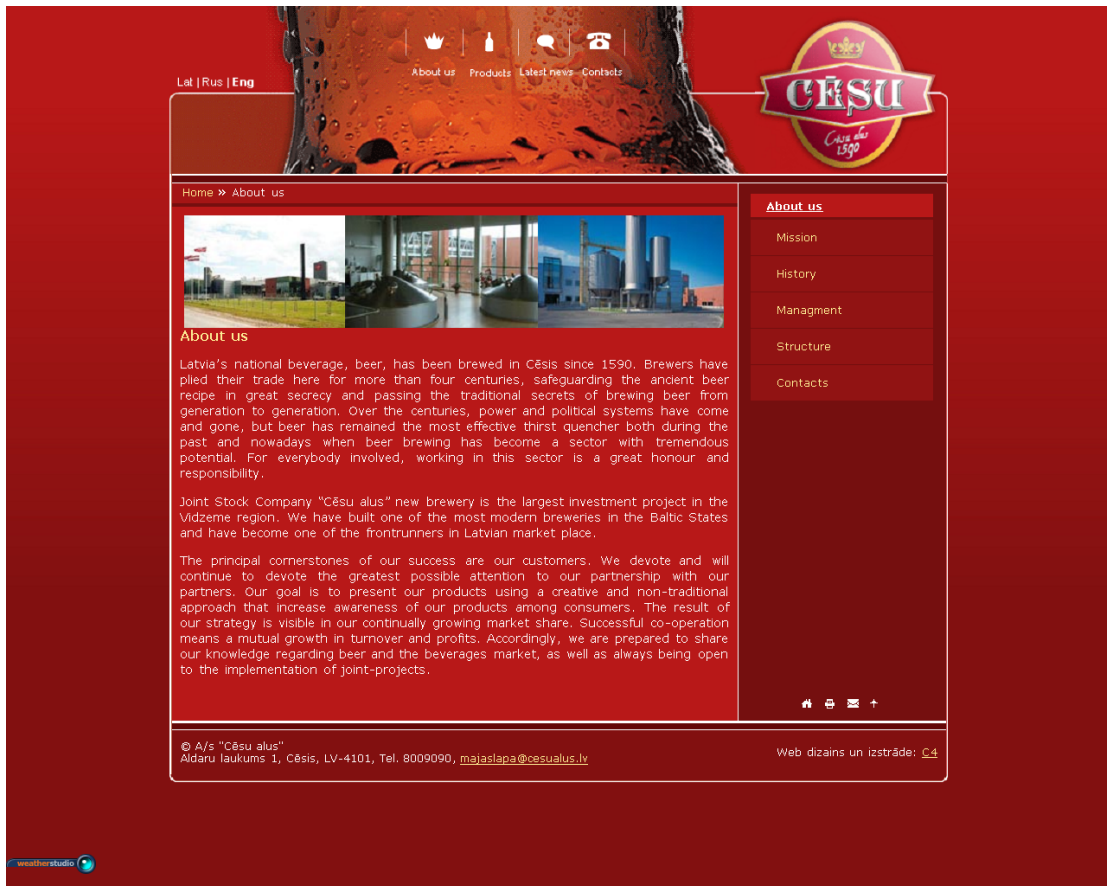 Lat | Rus | Eng
About us
Products
Latest news
Contacts
CĒSU
Cēsu alus
1590
Home » About us
About us
Mission
History
Managment
Structure
Contacts
About us
Latvia's national beverage, beer, has been brewed in Cēsis since 1590. Brewers have
plied their trade here for more than four centuries, safeguarding the ancient beer
recipe in great secrecy and passing the traditional secrets of brewing beer from
generation to generation. Over the centuries, power and political systems have come
and gone, but beer has remained the most effective thirst quencher both during the
past and nowadays when beer brewing has become a sector with tremendous
potential. For everybody involved, working in this sector is a great honour and
responsibility.
Joint Stock Company “Cēsu alus” new brewery is the largest investment project in the
Vidzeme region. We have built one of the most modern breweries in the Baltic States
and have become one of the frontrunners in Latvian market place.
The principal cornerstones of our success are our customers. We devote and will
continue to devote the greatest possible attention to our partnership with our
partners. Our goal is to present our products using a creative and non-traditional
approach that increase awareness of our products among consumers. The result of
our strategy is visible in our continually growing market share. Successful co-operation
means a mutual growth in turnover and profits. Accordingly, we are prepared to share
our knowledge regarding beer and the beverages market, as well as always being open
to the implementation of joint-projects.
© A/s "Cēsu alus"
Aldaru laukums 1, Cēsis, LV-4101, Tel. 8009090, majaslapa@cesualus.lv
Web dizains un izstrāde: C4
weatherstudio